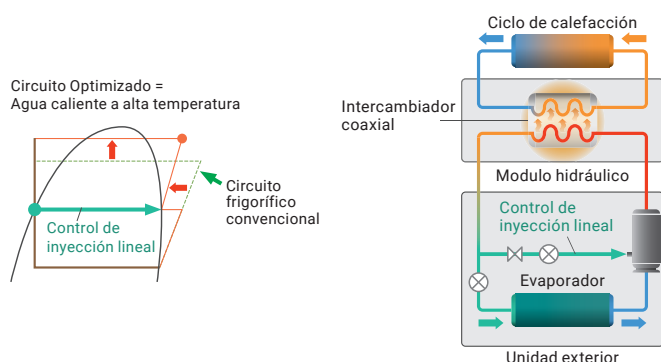 Circuito Optimizado =
Agua caliente a alta temperatura
Control de
inyección lineal
Circuito
frigorífico
convencional
Ciclo de calefacción
Intercambiador
coaxial
Modulo hidráulico
Control de
inyección lineal
Evaporador
Unidad exterior